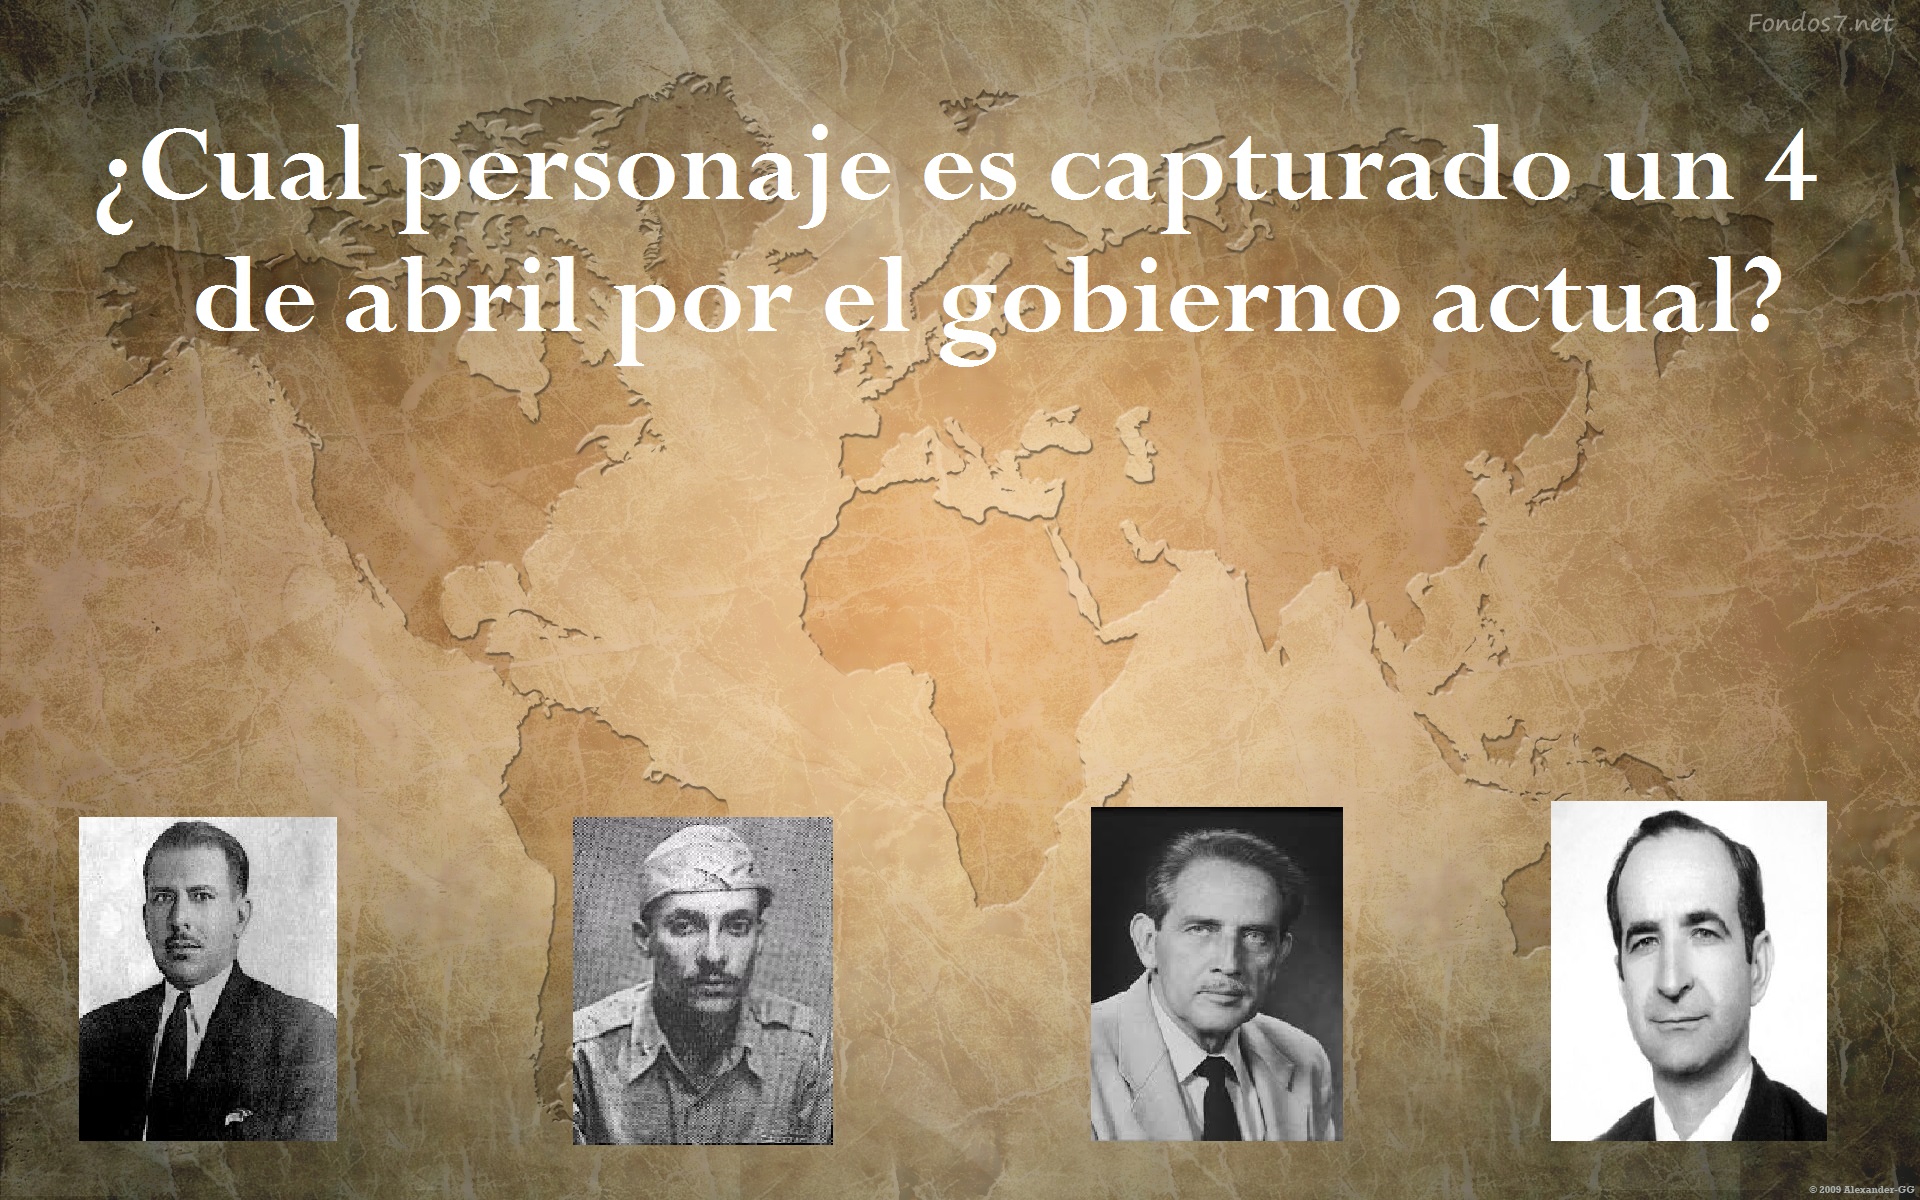 Fondos7.net
¿Cual personaje es capturado un 4
de abril por el gobierno actual?
© 2009 Alexander-GG